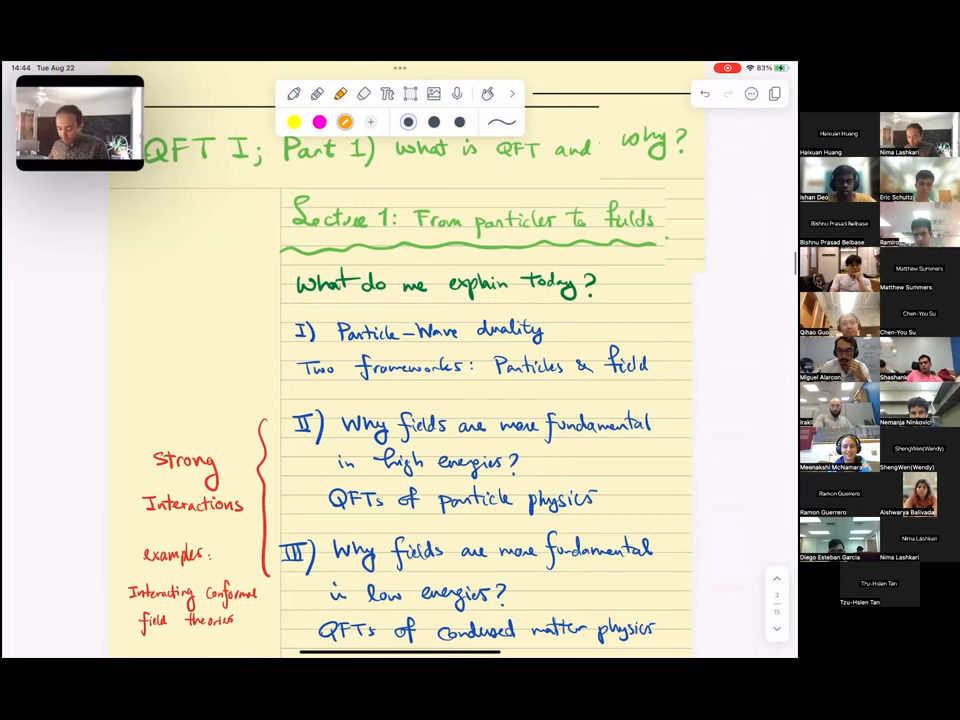 14:44 Tue Aug 22
83%
QFT I; Part 1) What is QFT and why?
Lecture 1: From particles to fields
What do we explain today?
I) Particle-Wave duality
Two frameworks: Particles & field
II) Why fields are more fundamental
in high energies?
QFTs of particle physics
III) Why fields are more fundamental
in low energies?
QFTs of condused matter physics
Strong
Interactions
examples:
Interacting Conformal
field theories
3
15
Haixuan Huang
Haixuan Huang
Nima Lashkari
Ishan Deo
Eric Schultz
Bishnu Prasad Belbase
Bishnu Prasad Belbase
Ramiro
Matthew Summers
Matthew Summers
Qihao Guo
Chen-You Su
Chen-You Su
Miguel Alarcon
Shashank
Irakli
Nemanja Ninkovic
Meenakshi McNamara
ShengWen(Wendy)
ShengWen(Wendy)
Ramon Guerrero
Ramon Guerrero
Aishwarya Balivada
Diego Esteban Garcia
Nima Lashkari
Nima Lashkari
Tzu-Hsien Tan
Tzu-Hsien Tan